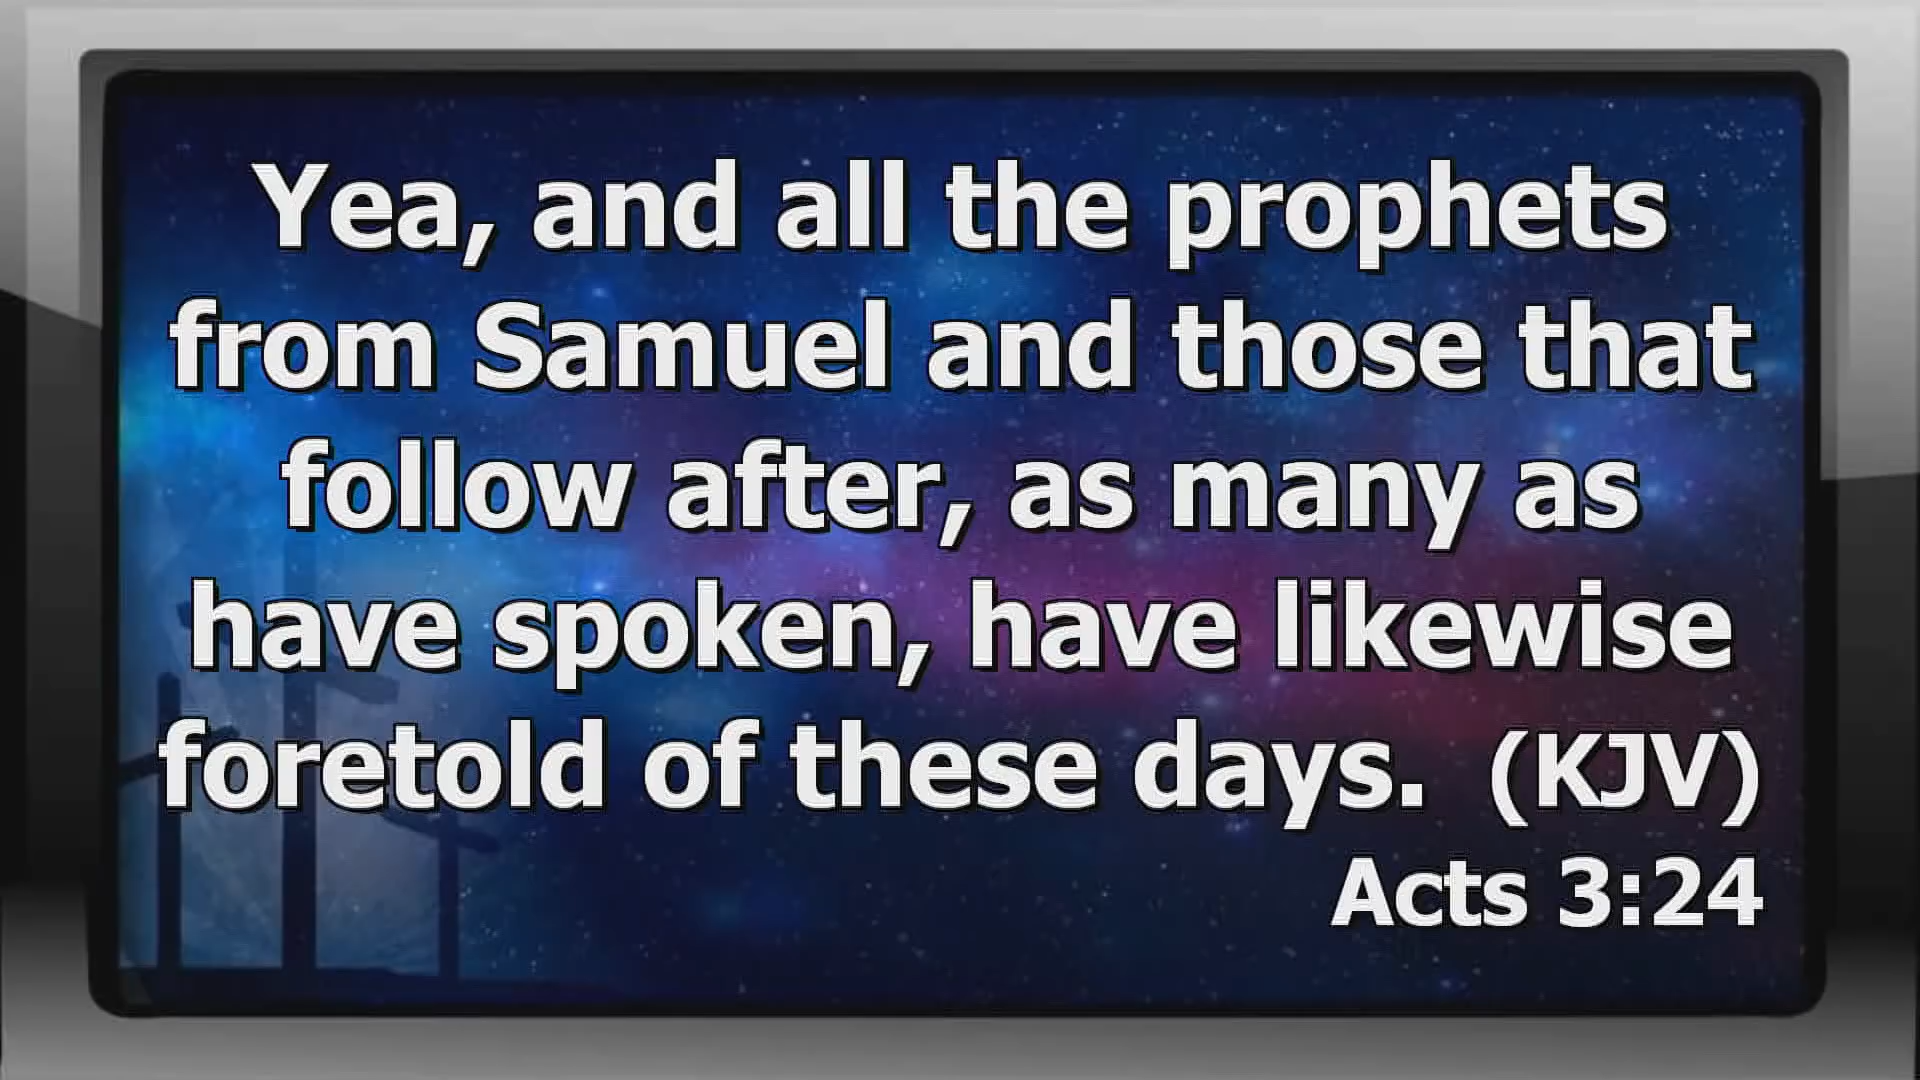 Yea, and all the prophets
from Samuel and those that
follow after, as many as
have spoken, have likewise
foretold of these days.  (KJV)
Acts 3:24